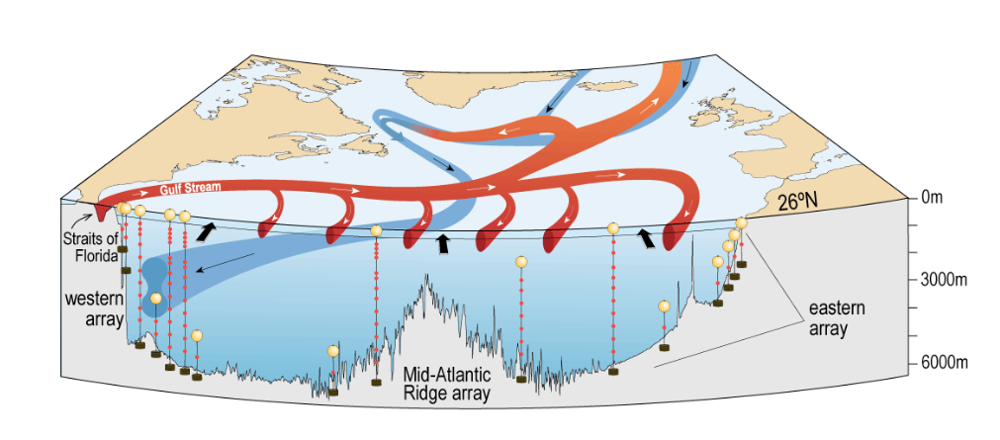 Gulf Stream
26ºN
0m
Straits of
Florida
3000m
western
array
eastern
array
6000m
Mid-Atlantic
Ridge array